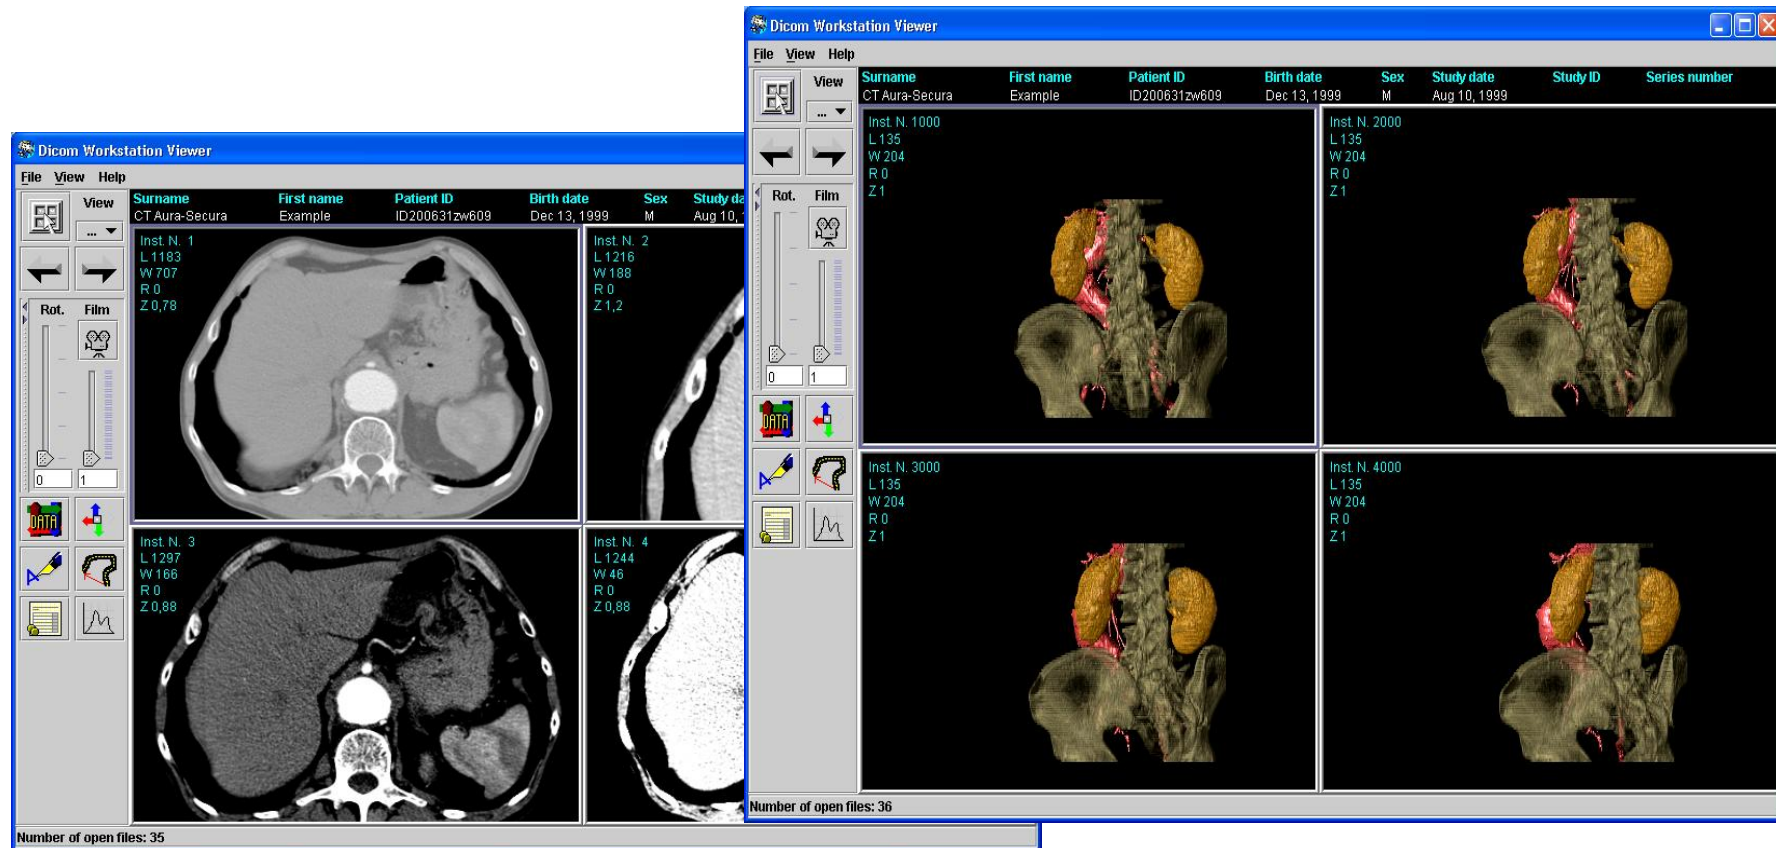 Dicom Workstation Viewer
File View Help
View
...
Surname First name Patient ID Birth date Sex Study da
CT Aura-Secura Example ID200631zw609 Dec 13, 1999 M Aug 10,
Rot. Film
0 1
DATA
Inst. N. 1
L 1183
W 707
R 0
Z 0,78
Inst. N. 2
L 1216
W 188
R 0
Z 1,2
Inst. N. 3
L 1297
W 166
R 0
Z 0,88
Inst. N. 4
L 1244
W 46
R 0
Z 0,88
Number of open files: 35
Dicom Workstation Viewer
File View Help
View
...
Surname First name Patient ID Birth date Sex Study date Study ID Series number
CT Aura-Secura Example ID200631zw609 Dec 13, 1999 M Aug 10, 1999
Rot. Film
0 1
DATA
Inst. N. 1000
L 135
W 204
R 0
Z 1
Inst. N. 2000
L 135
W 204
R 0
Z 1
Inst. N. 3000
L 135
W 204
R 0
Z 1
Inst. N. 4000
L 135
W 204
R 0
Z 1
Number of open files: 36